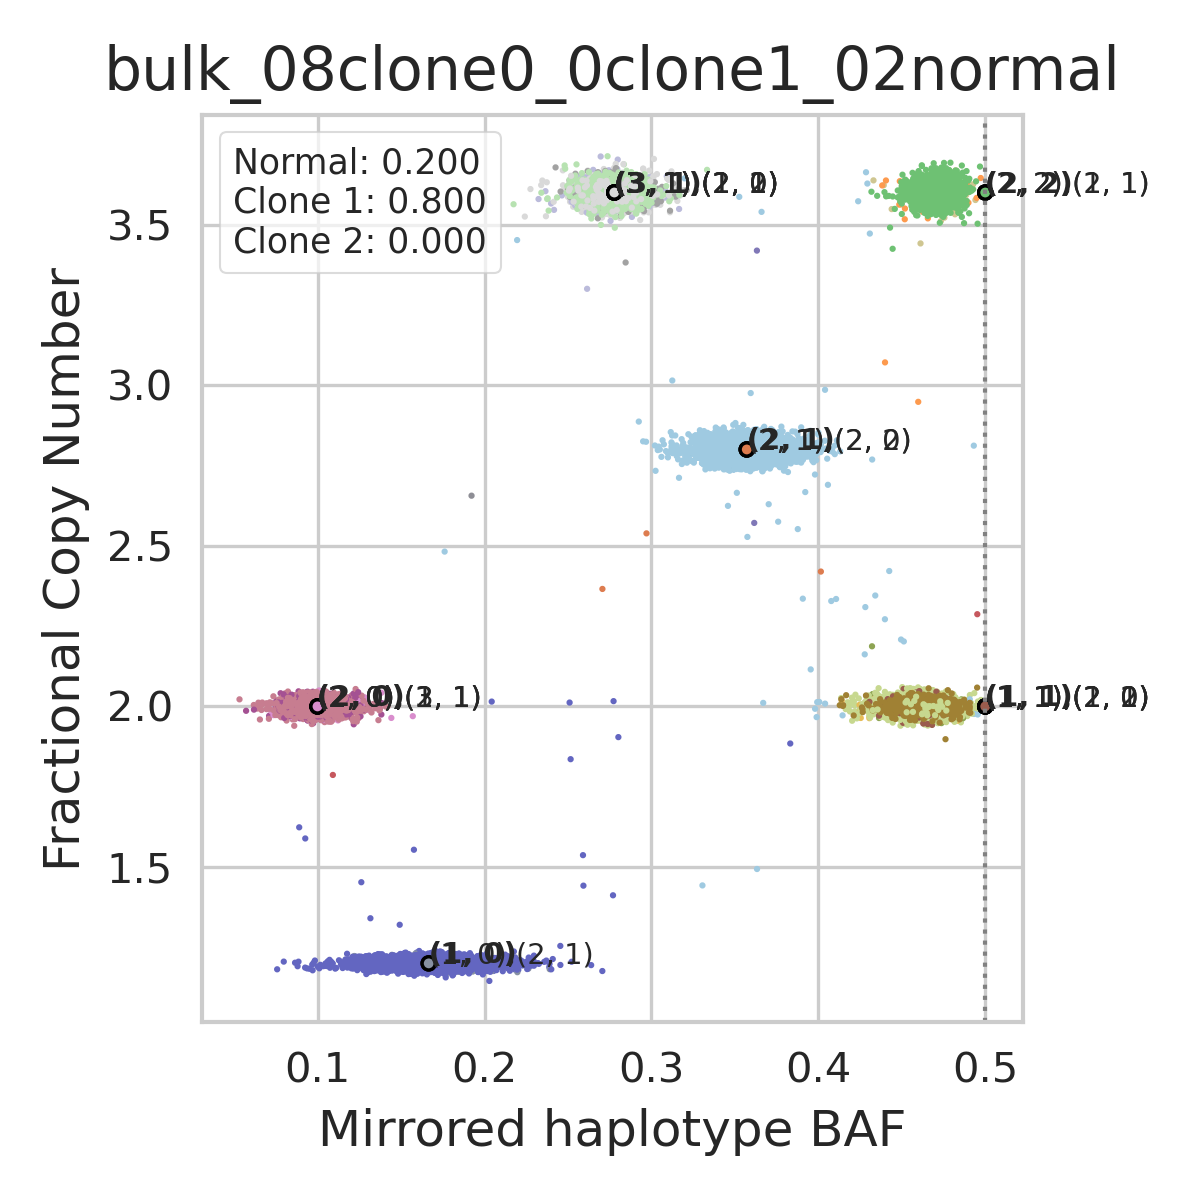 bulk_08clone0_0clone1_02normal
Normal: 0.200
Clone 1: 0.800
Clone 2: 0.000
(3, 1)
(2, 2)
(2, 1)
(2, 0)
(1, 1)
(1, 0)
(2, 1)
3.5
3.0
2.5
2.0
1.5
0.1 0.2 0.3 0.4 0.5
Fractional Copy Number
Mirrored haplotype BAF